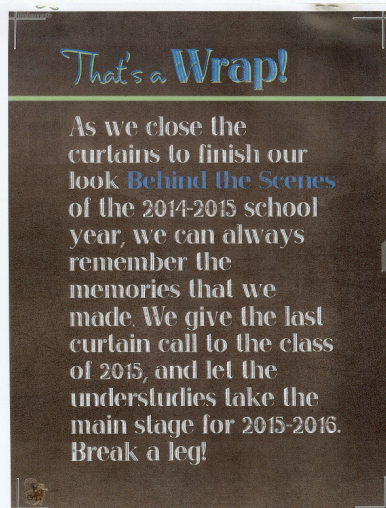 That's a Wrap!
As we close the
curtains to finish our
look Behind the Scenes
of the 2014-2015 school
year, we can always
remember the
memories that we
made. We give the last
curtain call to the class
of 2015, and let the
understudies take the
main stage for 2015-2016.
Break a leg!